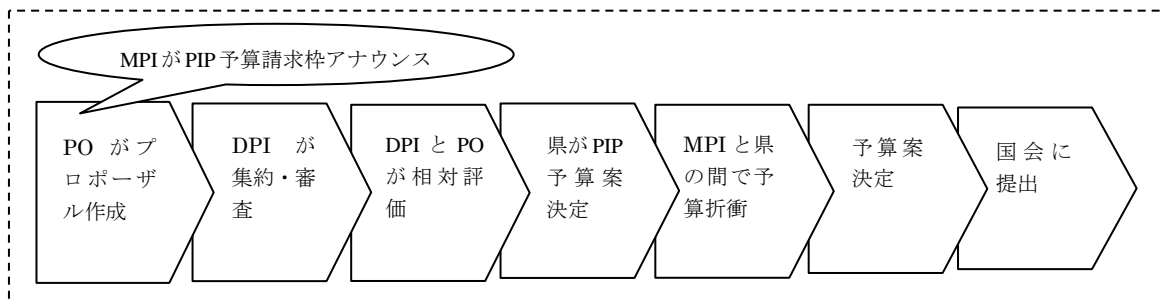 MPIがPIP予算請求枠アナウンス
PO がプ
ロポーザ
ル作成
DPI が
集約・審
査
DPI と PO
が相対評
価
県がPIP
予算案
決定
MPIと県
の間で予
算折衝
予算案
決定
国会に
提出